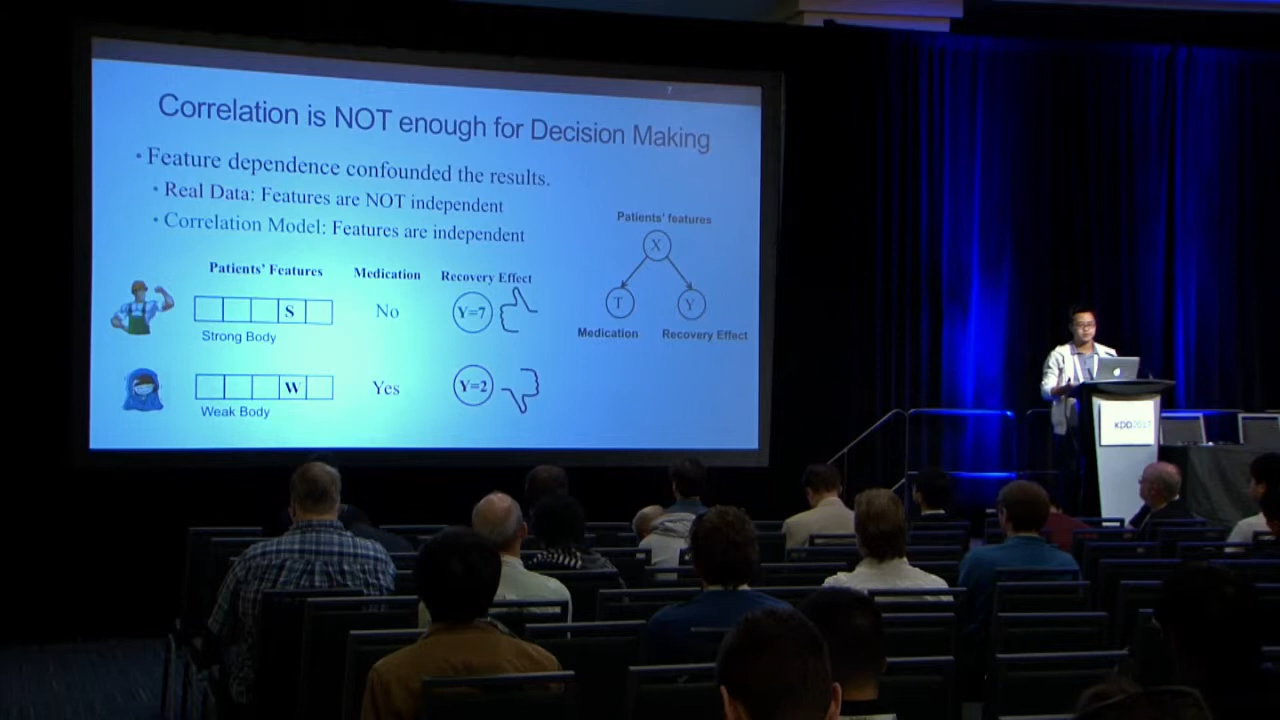 7
Correlation is NOT enough for Decision Making
• Feature dependence confounded the results.
• Real Data: Features are NOT independent
• Correlation Model: Features are independent
Patients' Features Medication Recovery Effect
S No Y=7
Strong Body
W Yes Y=2
Weak Body
Patients' features
X
T Y
Medication Recovery Effect
KDD2017